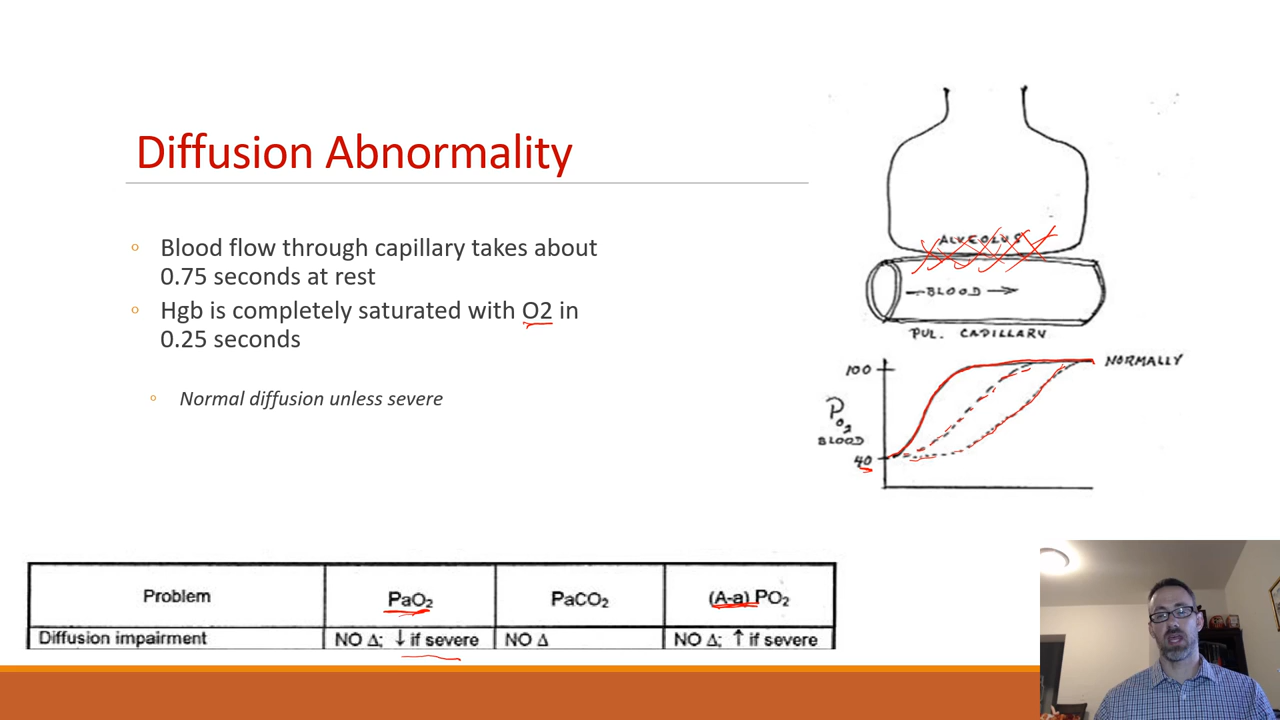 Diffusion Abnormality
Blood flow through capillary takes about
0.75 seconds at rest
Hgb is completely saturated with O2 in
0.25 seconds
Normal diffusion unless severe
ALVEOLUS
BLOOD
PUL. CAPILLARY
100
NORMALLY
PO2
BLOOD
40
Problem PaO2 PaCO2 (A-a) PO2
Diffusion impairment NO Δ; ↓ if severe NO Δ NO Δ; ↑ if severe